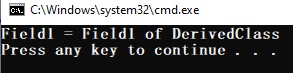 C:\Windows\system32\cmd.exe
Field1 = Field1 of DerivedClass
Press any key to continue . . .